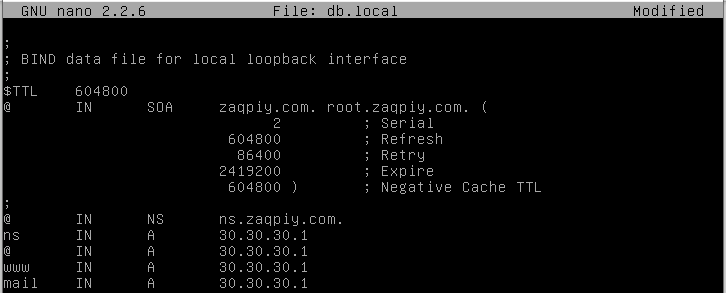 GNU nano 2.2.6 File: db.local Modified
;
; BIND data file for local loopback interface
;
$TTL 604800
@ IN SOA zaqpiy.com. root.zaqpiy.com. (
2 ; Serial
604800 ; Refresh
86400 ; Retry
2419200 ; Expire
604800 ) ; Negative Cache TTL
;
@ IN NS ns.zaqpiy.com.
ns IN A 30.30.30.1
@ IN A 30.30.30.1
www IN A 30.30.30.1
mail IN A 30.30.30.1